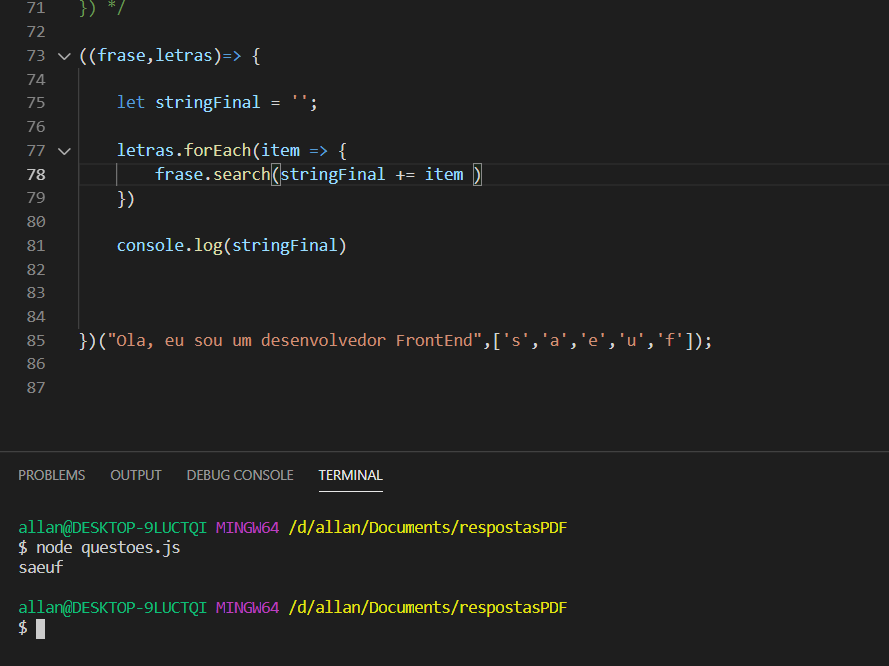 71 }) */
72
73 ((frase,letras)=> {
74
75 let stringFinal = '';
76
77 letras.forEach(item => {
78 frase.search(stringFinal += item )
79 })
80
81 console.log(stringFinal)
82
83
84
85 })("Ola, eu sou um desenvolvedor FrontEnd",['s','a','e','u','f']);
86
87
PROBLEMS OUTPUT DEBUG CONSOLE TERMINAL
allan@DESKTOP-9LUCTQI MINGW64 /d/allan/Documents/respostasPDF
$ node questoes.js
saeuf
allan@DESKTOP-9LUCTQI MINGW64 /d/allan/Documents/respostasPDF
$